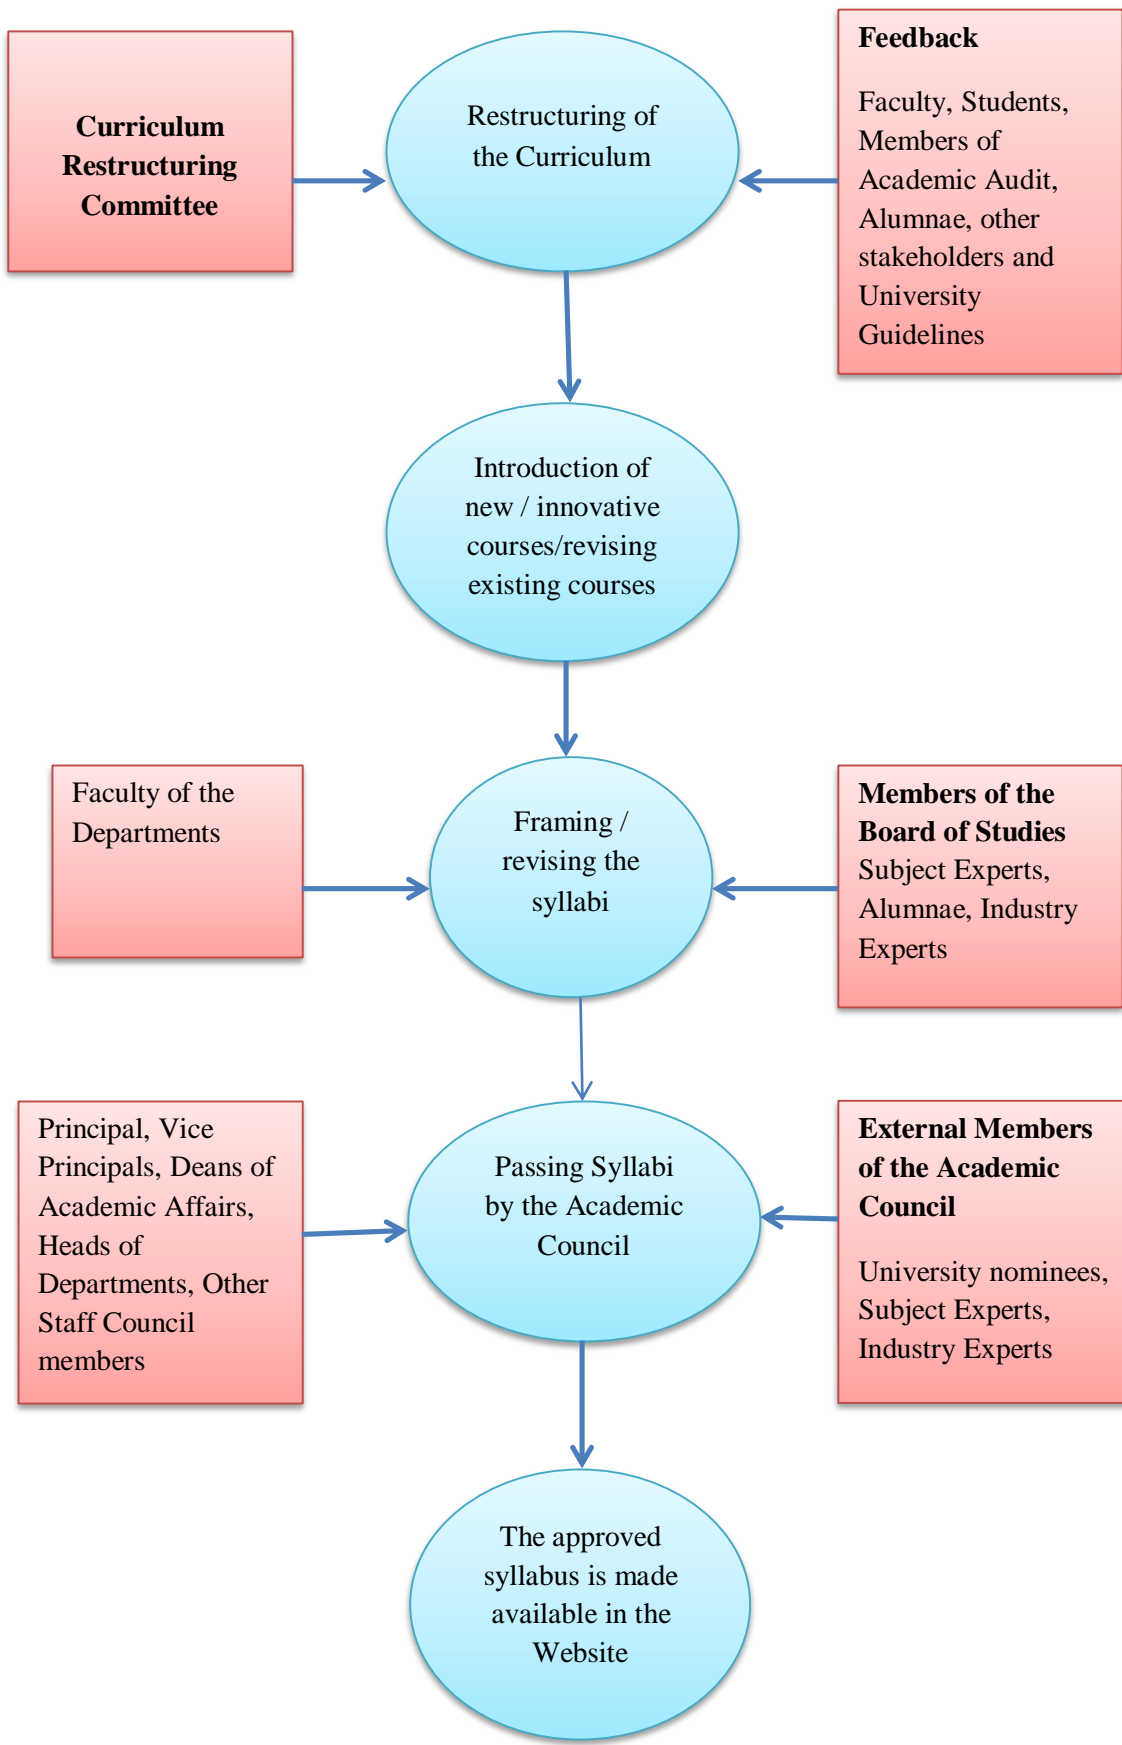 Curriculum
Restructuring
Committee
Restructuring of
the Curriculum
Feedback
Faculty, Students,
Members of
Academic Audit,
Alumnae, other
stakeholders and
University
Guidelines
Introduction of
new / innovative
courses/revising
existing courses
Faculty of the
Departments
Framing /
revising the
syllabi
Members of the
Board of Studies
Subject Experts,
Alumnae, Industry
Experts
Principal, Vice
Principals, Deans of
Academic Affairs,
Heads of
Departments, Other
Staff Council
members
Passing Syllabi
by the Academic
Council
External Members
of the Academic
Council
University nominees,
Subject Experts,
Industry Experts
The approved
syllabus is made
available in the
Website